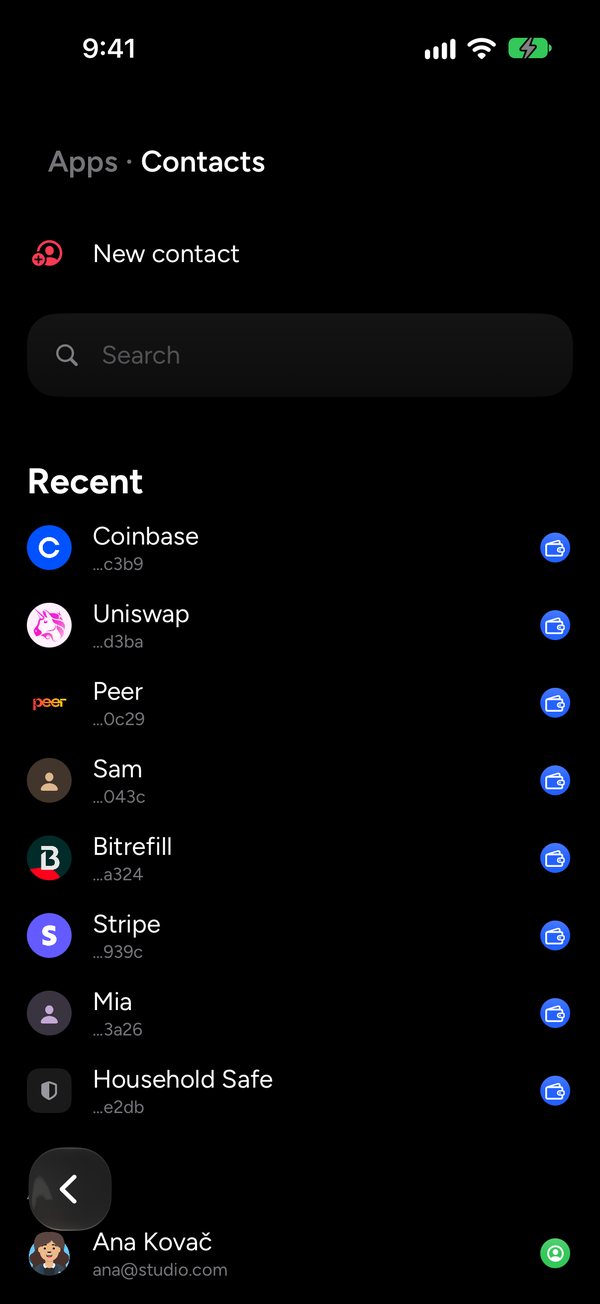 9:41
Apps · Contacts
New contact
Search
Recent
Coinbase
...c3b9
Uniswap
...d3ba
peer
Peer
...0c29
Sam
...043c
Bitrefill
...a324
S
Stripe
...939c
Mia
...3a26
Household Safe
...e2db
A
Ana Kovač
ana@studio.com